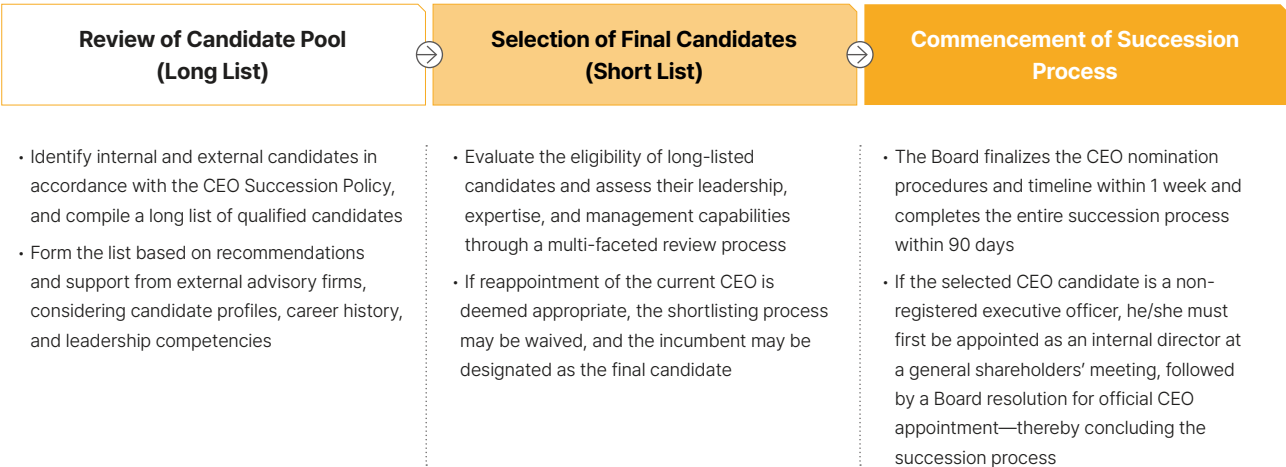 Review of Candidate Pool
(Long List)
Selection of Final Candidates
(Short List)
Commencement of Succession
Process
• Identify internal and external candidates in
accordance with the CEO Succession Policy,
and compile a long list of qualified candidates
• Form the list based on recommendations
and support from external advisory firms,
considering candidate profiles, career history,
and leadership competencies
• Evaluate the eligibility of long-listed
candidates and assess their leadership,
expertise, and management capabilities
through a multi-faceted review process
• If reappointment of the current CEO is
deemed appropriate, the shortlisting process
may be waived, and the incumbent may be
designated as the final candidate
• The Board finalizes the CEO nomination
procedures and timeline within 1 week and
completes the entire succession process
within 90 days
• If the selected CEO candidate is a non-
registered executive officer, he/she must
first be appointed as an internal director at
a general shareholders’ meeting, followed
by a Board resolution for official CEO
appointment—thereby concluding the
succession process